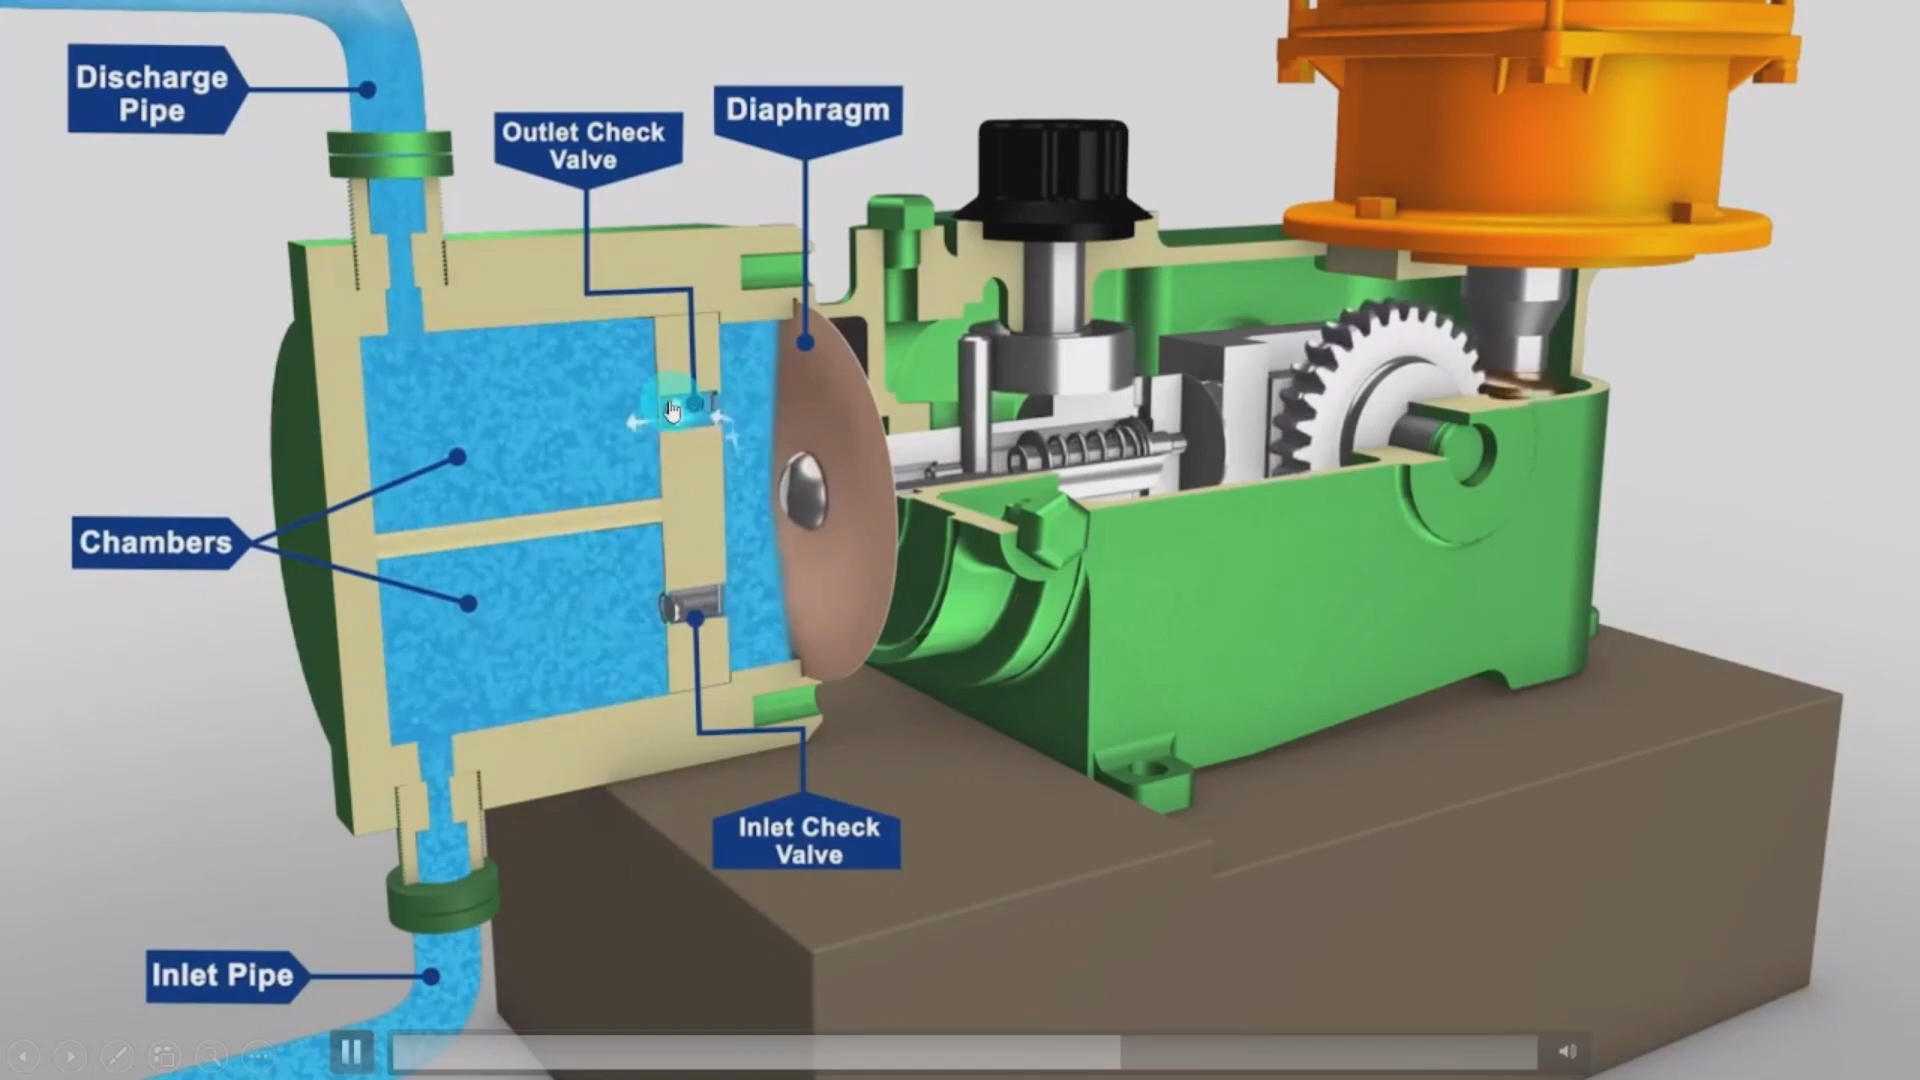 Discharge
Pipe
Outlet Check
Valve
Diaphragm
Chambers
Inlet Check
Valve
Inlet Pipe